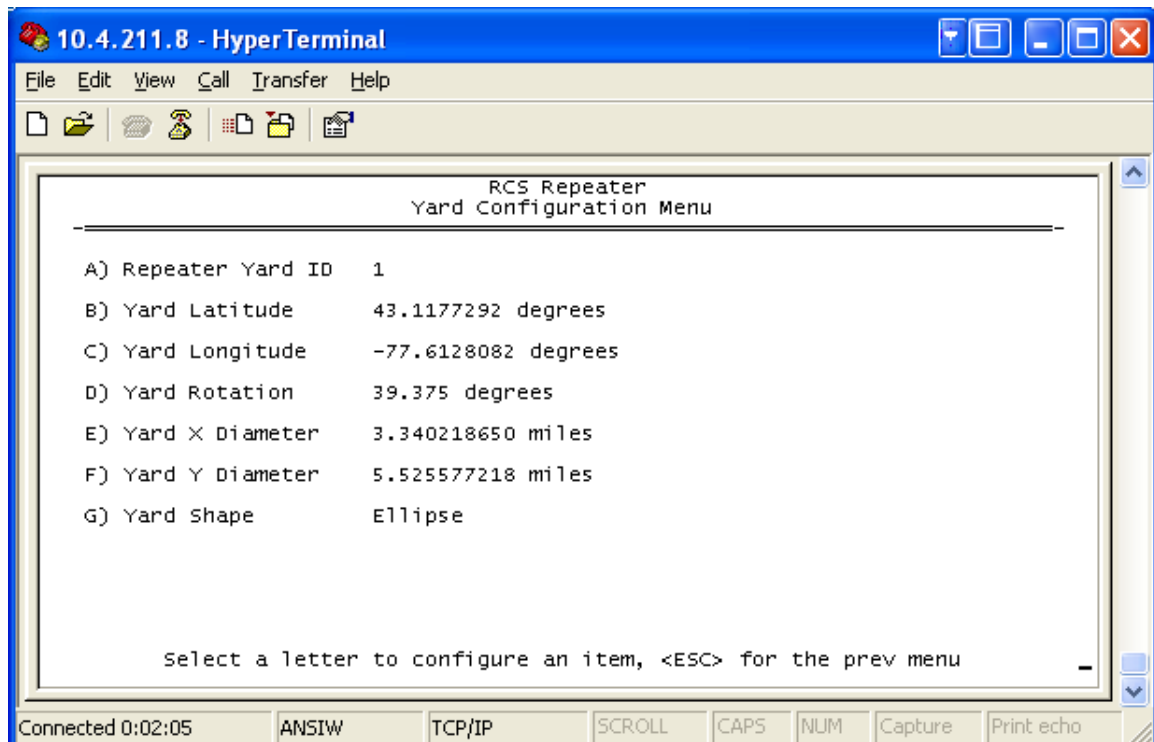 10.4.211.8 - HyperTerminal
File Edit View Call Transfer Help
RCS Repeater
Yard Configuration Menu
A) Repeater Yard ID 1
B) Yard Latitude 43.1177292 degrees
C) Yard Longitude -77.6128082 degrees
D) Yard Rotation 39.375 degrees
E) Yard X Diameter 3.340218650 miles
F) Yard Y Diameter 5.525577218 miles
G) Yard Shape Ellipse
Select a letter to configure an item, <ESC> for the prev menu
Connected 0:02:05 ANSIW TCP/IP SCROLL CAPS NUM Capture Print echo